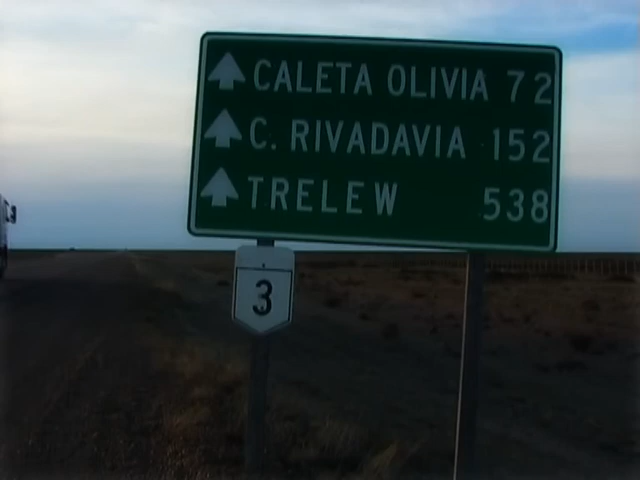 CALETA OLIVIA 72
C. RIVADAVIA 152
TRELEW 538
3